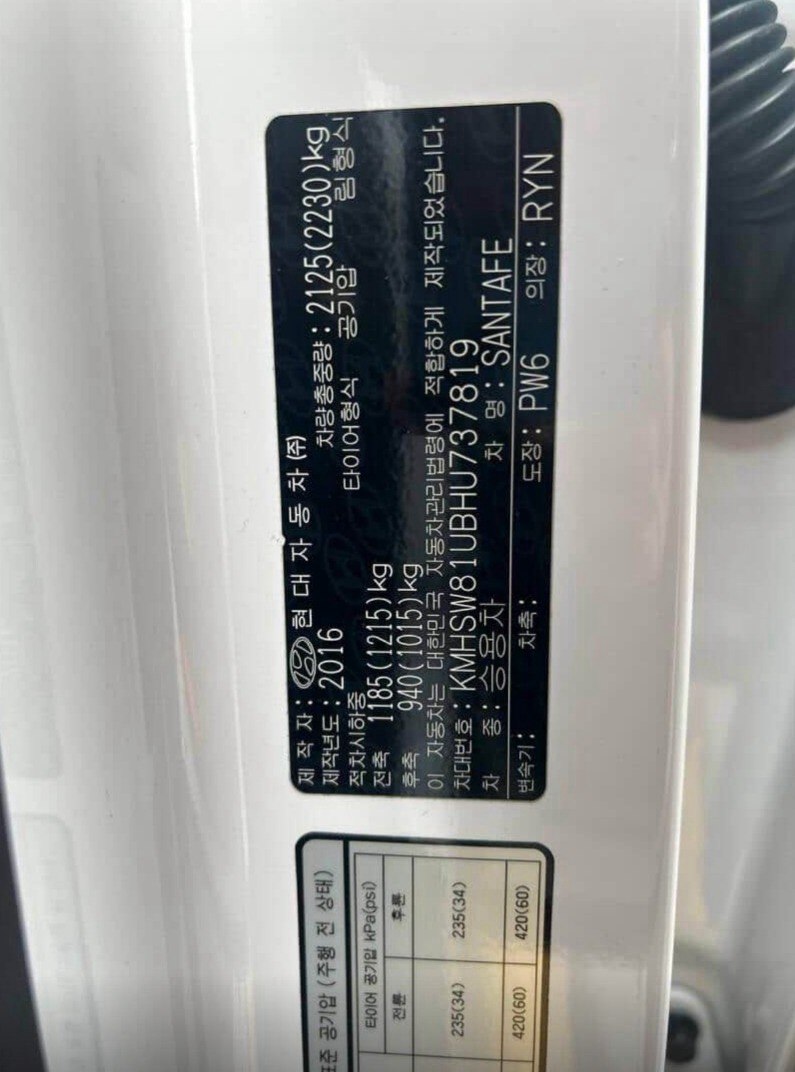 제 작 자 : 현 대 자 동 차 (주)
제작년도 : 2016 차량총중량 : 2125(2230)kg
적차시하중 타이어형식 공기압 림형식
전축 1185(1215)kg
후축 940(1015)kg
이 자동차는 대한민국 자동차관리법령에 적합하게 제작되었습니다.
차대번호 : KMHSW81UBHU737819
차 종 : 승용차 차 명 : SANTAFE
변속기 : 차축 : 도장 : PW6 의장 : RYN
표준 공기압 (주행 전 상태)
타이어 공기압 kPa(psi)
전륜 후륜
235(34) 235(34)
420(60) 420(60)